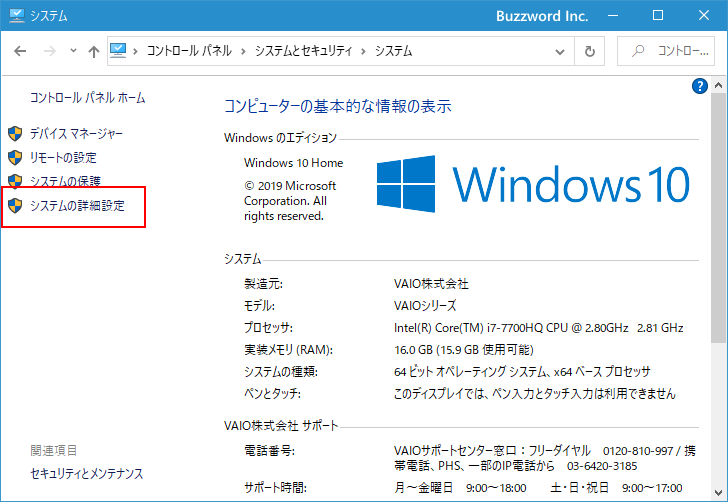 システム
Buzzword Inc.
コントロール パネル > システムとセキュリティ > システム
コントロー...
コントロール パネル ホーム
デバイス マネージャー
リモートの設定
システムの保護
システムの詳細設定
コンピューターの基本的な情報の表示
Windows のエディション
Windows 10 Home
© 2019 Microsoft
Corporation. All
rights reserved.
Windows 10
システム
製造元: VAIO株式会社
モデル: VAIOシリーズ
プロセッサ: Intel(R) Core(TM) i7-7700HQ CPU @ 2.80GHz 2.81 GHz
実装メモリ (RAM): 16.0 GB (15.9 GB 使用可能)
システムの種類: 64 ビット オペレーティング システム、x64 ベース プロセッサ
ペンとタッチ: このディスプレイでは、ペン入力とタッチ入力は利用できません
VAIO株式会社 サポート
電話番号: VAIOサポートセンター窓口：フリーダイヤル 0120-810-997 / 携
帯電話、PHS、一部のIP電話から 03-6420-3185
サポート時間: 月～金曜日 9:00～18:00 土・日・祝日 9:00～17:00
関連項目
セキュリティとメンテナンス